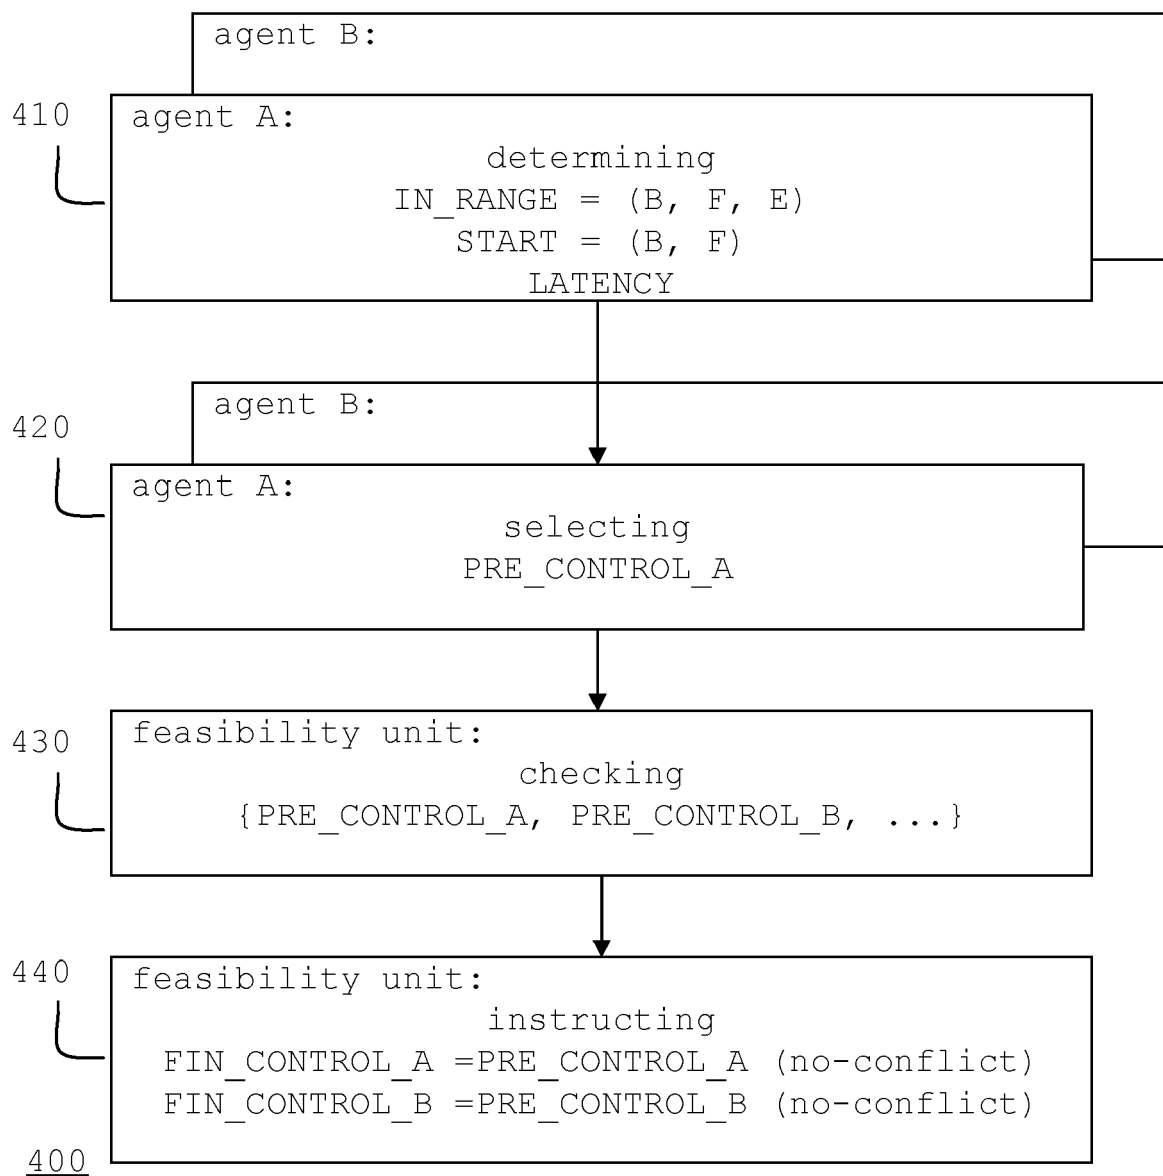 agent B:
410
agent A:
determining
IN_RANGE = (B, F, E)
START = (B, F)
LATENCY
agent B:
420
agent A:
selecting
PRE_CONTROL_A
430
feasibility unit:
checking
{PRE_CONTROL_A, PRE_CONTROL_B, ...}
440
feasibility unit:
instructing
FIN_CONTROL_A =PRE_CONTROL_A (no-conflict)
FIN_CONTROL_B =PRE_CONTROL_B (no-conflict)
400